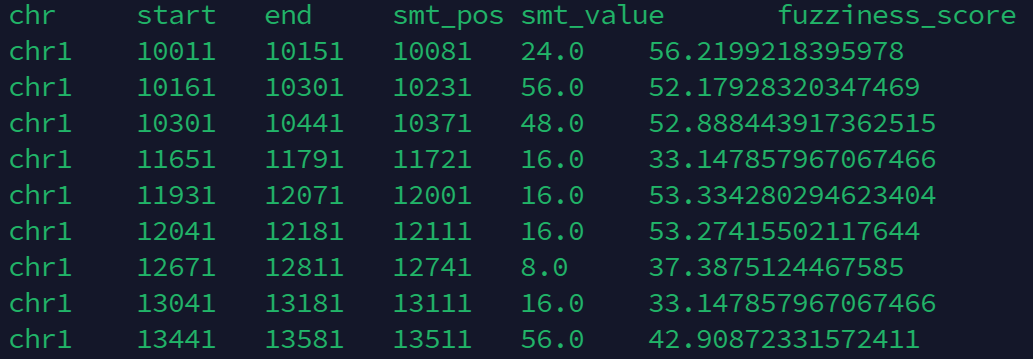 chr start end smt_pos smt_value fuzziness_score
chr1 10011 10151 10081 24.0 56.2199218395978
chr1 10161 10301 10231 56.0 52.17928320347469
chr1 10301 10441 10371 48.0 52.888443917362515
chr1 11651 11791 11721 16.0 33.147857967067466
chr1 11931 12071 12001 16.0 53.334280294623404
chr1 12041 12181 12111 16.0 53.27415502117644
chr1 12671 12811 12741 8.0 37.3875124467585
chr1 13041 13181 13111 16.0 33.147857967067466
chr1 13441 13581 13511 56.0 42.90872331572411